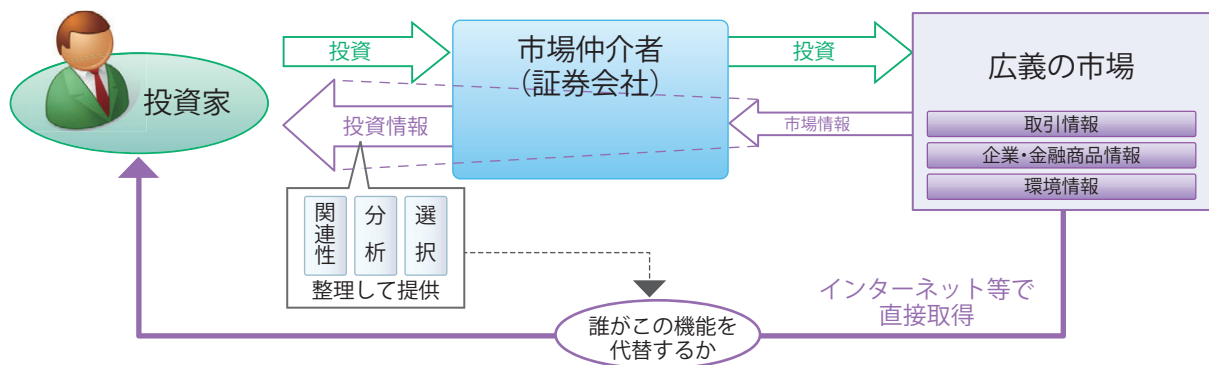 投資家
投資
投資情報
市場仲介者
（証券会社）
投資
市場情報
広義の市場
取引情報
企業・金融商品情報
環境情報
関連性
分析
選択
整理して提供
誰がこの機能を
代替するか
インターネット等で
直接取得